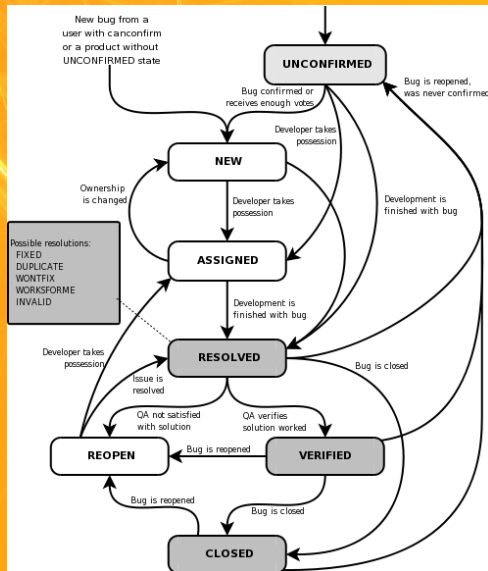 New bug from a
user with canconfirm
or a product without
UNCONFIRMED state
UNCONFIRMED
Bug is reopened,
was never confirmed
Bug confirmed or
receives enough votes
Developer takes
possession
NEW
Ownership
is changed
Developer takes
possession
Development is
finished with bug
Possible resolutions:
FIXED
DUPLICATE
WONTFIX
WORKSFORME
INVALID
ASSIGNED
Development is
finished with bug
Developer takes
possession
RESOLVED
Issue is
resolved
Bug is closed
QA not satisfied
with solution
QA verifies
solution worked
REOPEN
Bug is reopened
VERIFIED
Bug is reopened
Bug is closed
CLOSED